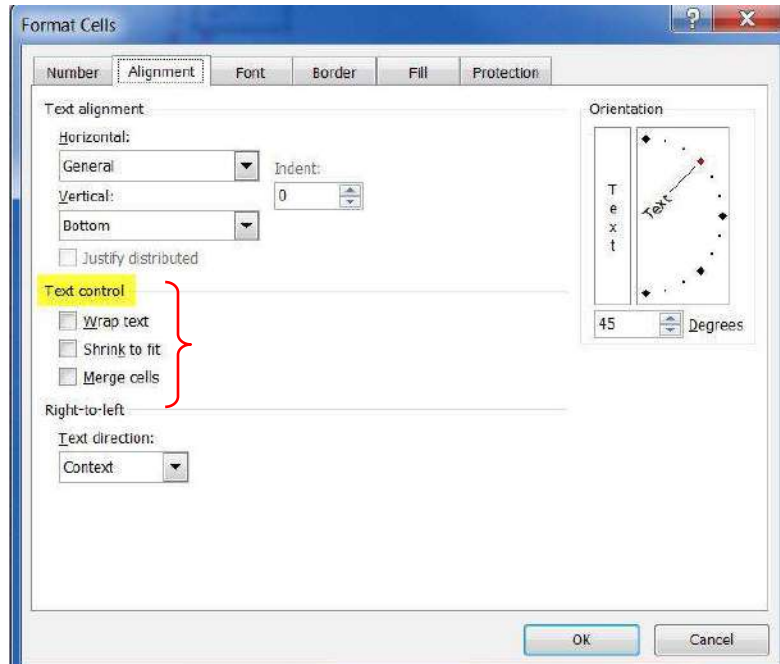 Format Cells
?
X
Number
Alignment
Font
Border
Fill
Protection
Text alignment
Horizontal:
General
Indent:
0
Vertical:
Bottom
Justify distributed
Text control
Wrap text
Shrink to fit
Merge cells
Right-to-left
Text direction:
Context
Orientation
T
e
x
t
Text
45
Degrees
OK
Cancel